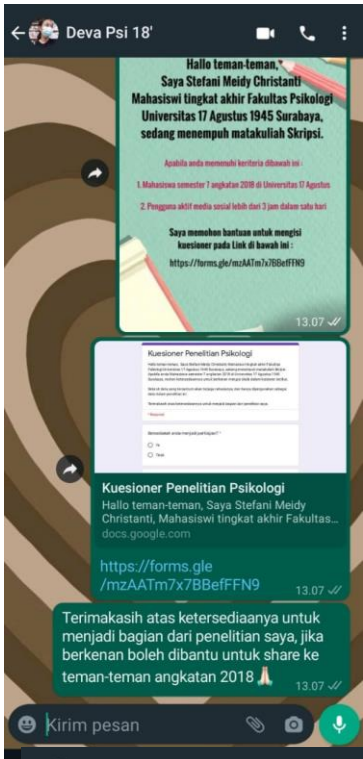 Deva Psi 18'
Hallo teman-teman,
Saya Stefani Meidy Christanti
Mahasiswi tingkat akhir Fakultas Psikologi
Universitas 17 Agustus 1945 Surabaya,
sedang menempuh matakuliah Skripsi.
Apabila anda memenuhi keriteria dibawah ini :
1. Mahasiswa semester 7 angkatan 2018 di Universitas 17 Agustus
2. Pengguna aktif media sosial lebih dari 3 jam dalam satu hari
Saya memohon bantuan untuk mengisi
kuesioner pada Link di bawah ini :
13.07
Kuesioner Penelitian Psikologi
Kuesioner Penelitian Psikologi
Hallo teman-teman, Saya Stefani Meidy
Christanti, Mahasiswi tingkat akhir Fakultas...
docs.google.com
https://forms.gle
/mzAATm7x7BBefFFN9
13.07
Terimakasih atas ketersediaanya untuk
menjadi bagian dari penelitian saya, jika
berkenan boleh dibantu untuk share ke
teman-teman angkatan 2018 🙏🏻
13.07
Kirim pesan